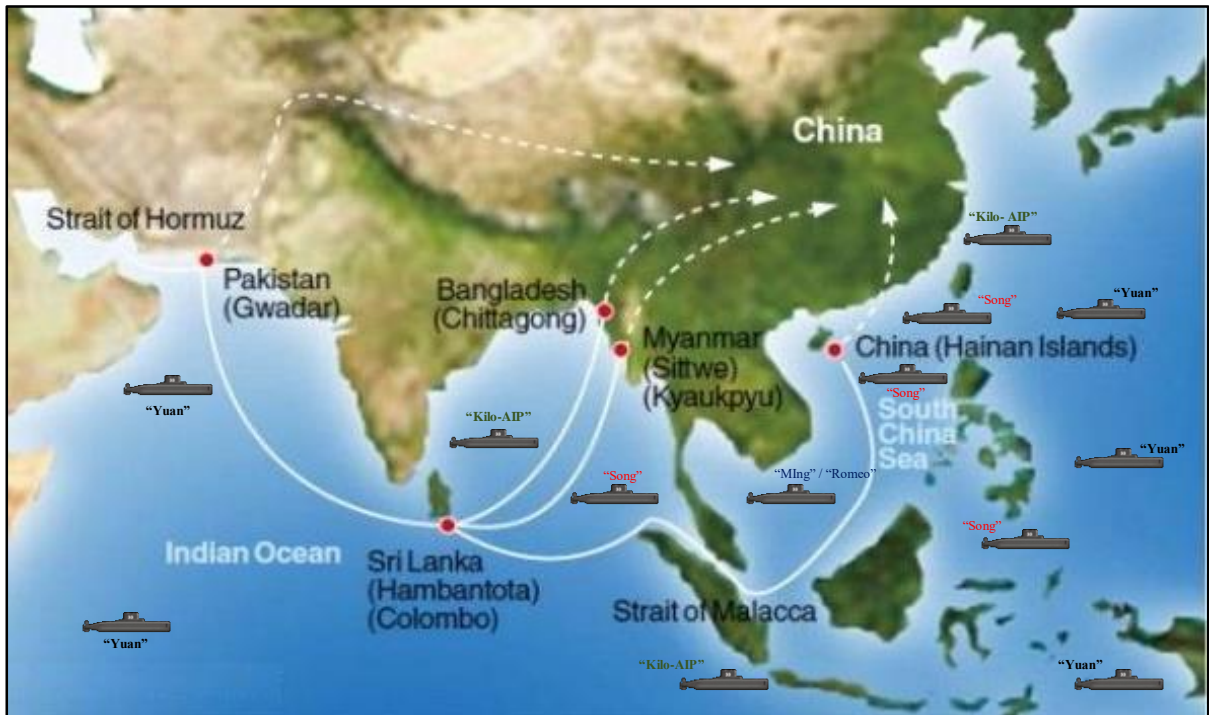 China
Strait of Hormuz
“Kilo- AIP”
Pakistan
(Gwadar)
Bangladesh
(Chittagong)
“Song”
“Yuan”
Myanmar
(Sittwe)
(Kyaukpyu)
China (Hainan Islands)
“Yuan”
“Song”
“Kilo-AIP”
South
China
Sea
“Yuan”
“Song”
“MIng” / “Romeo”
“Song”
Indian Ocean
Sri Lanka
(Hambantota)
(Colombo)
Strait of Malacca
“Yuan”
“Kilo-AIP”
“Yuan”